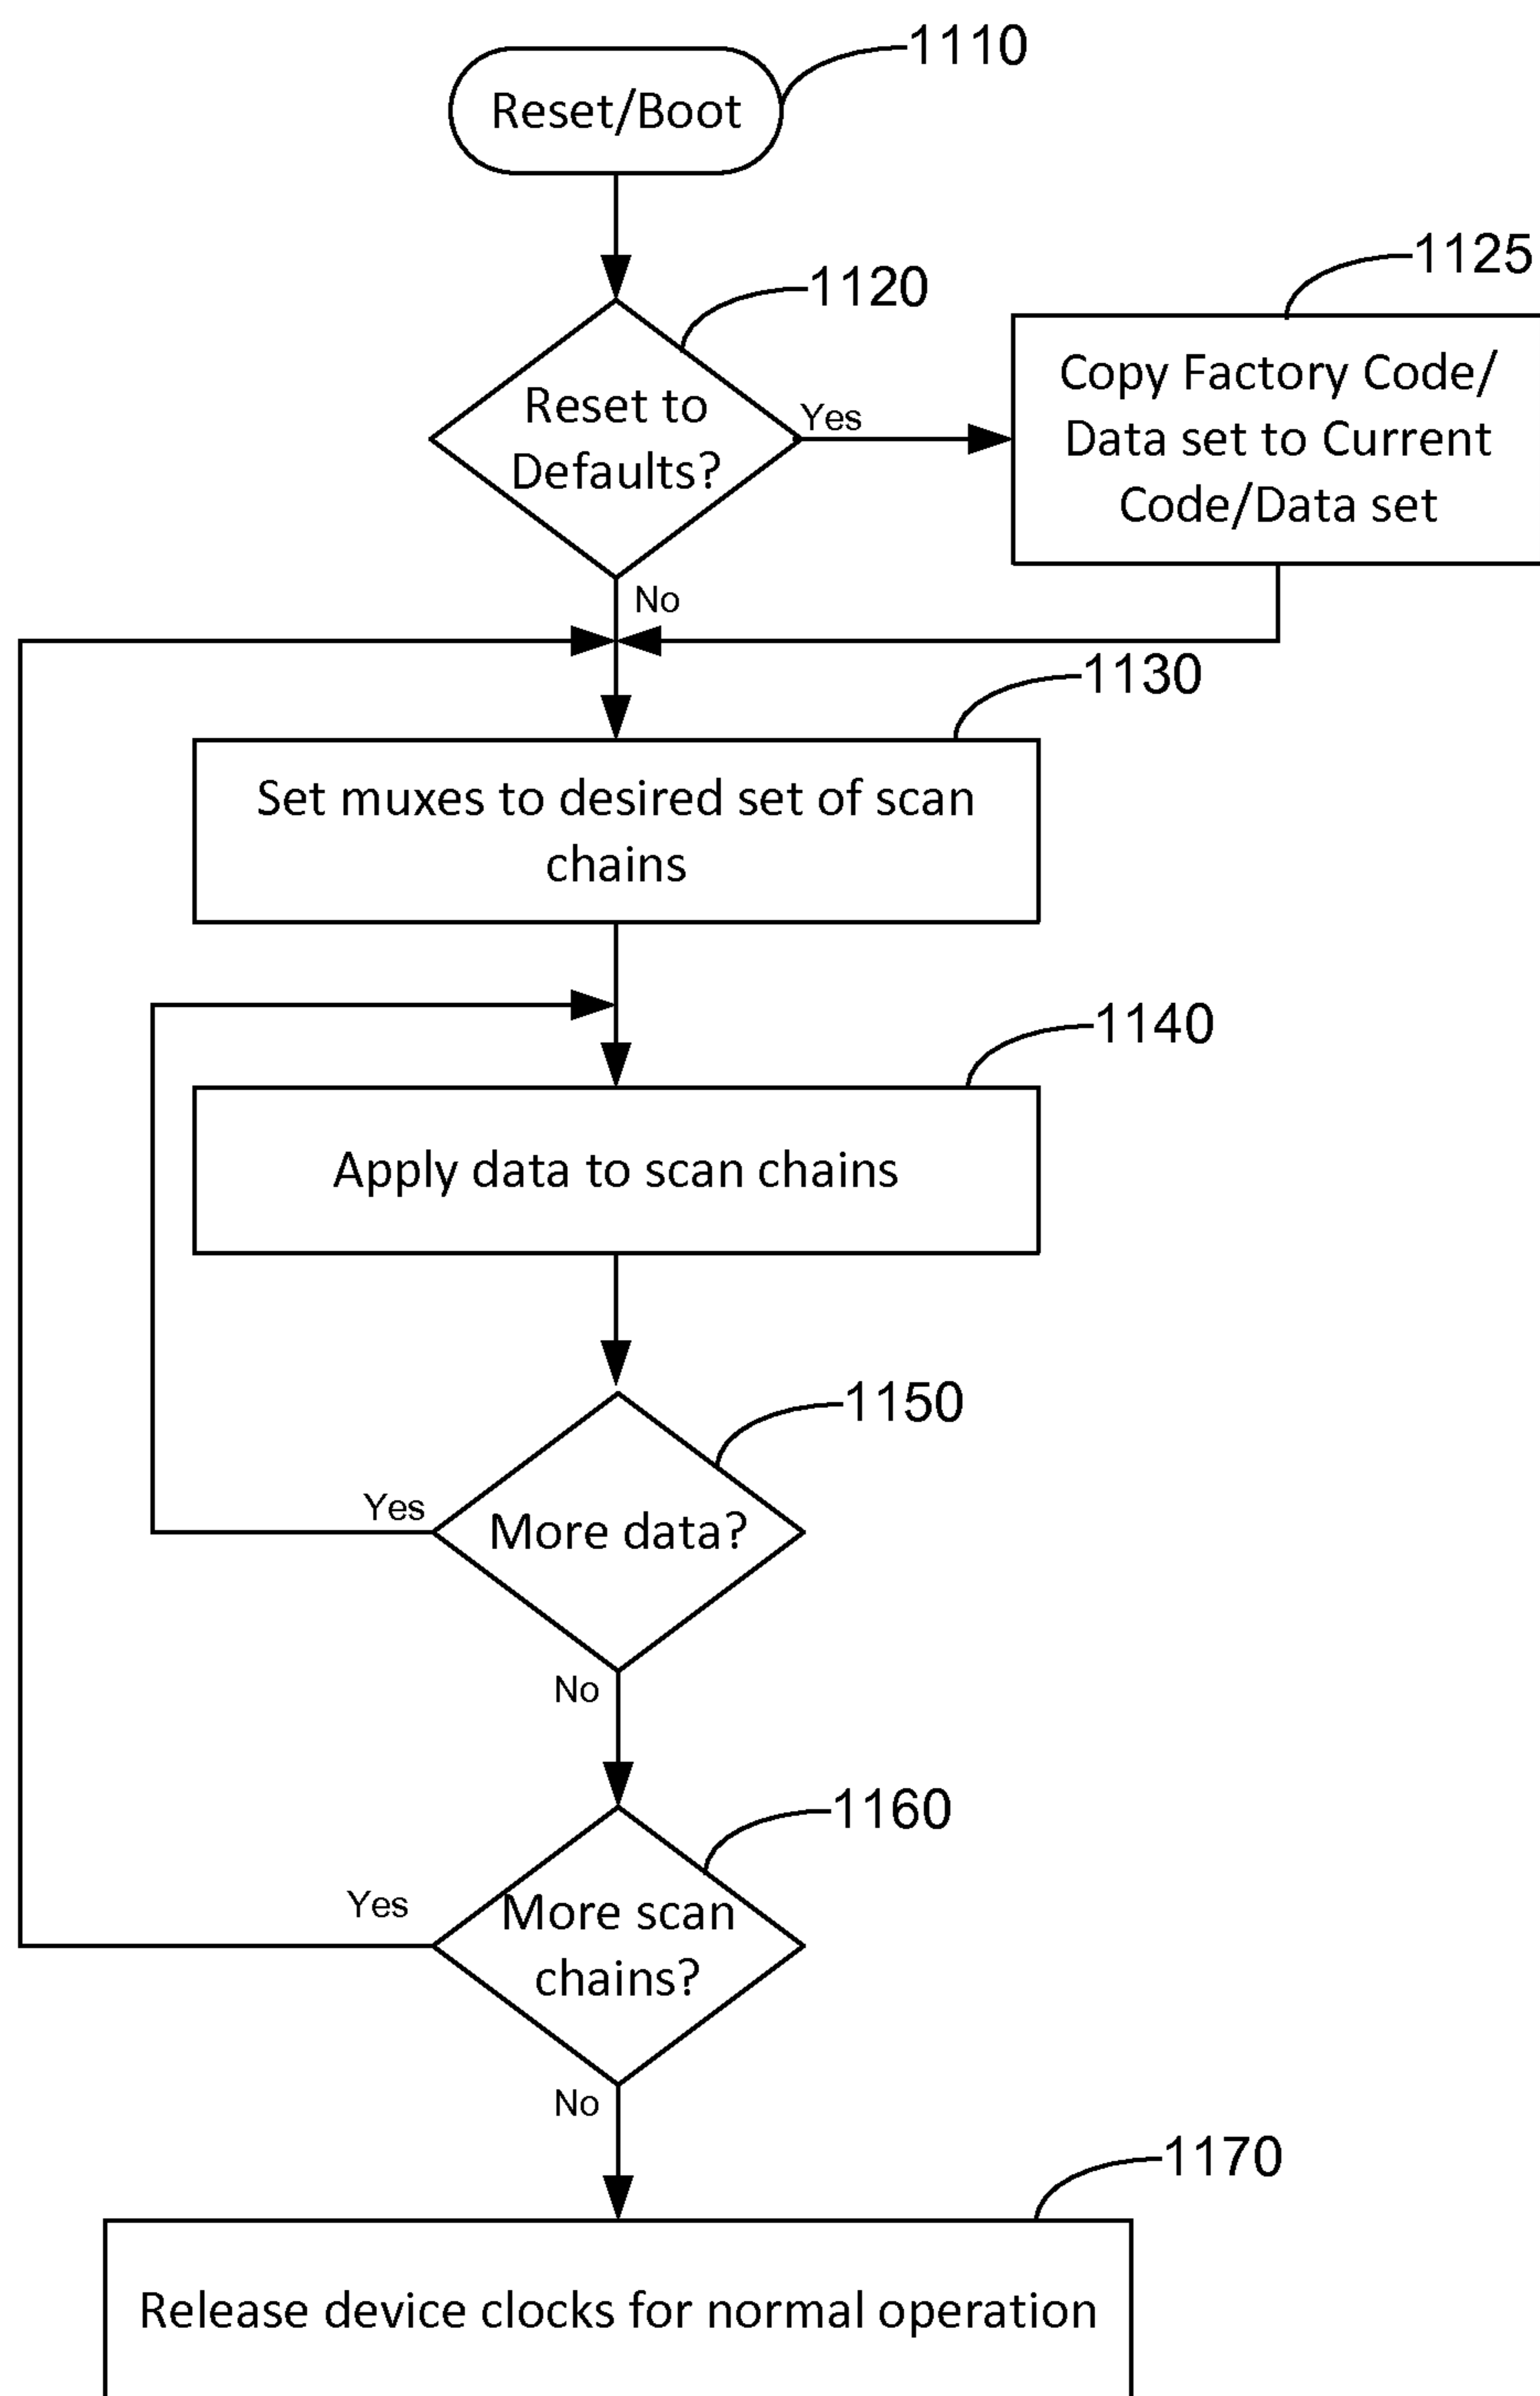 1110
Reset/Boot
1120
1125
Reset to
Defaults?
Yes
Copy Factory Code/
Data set to Current
Code/Data set
No
1130
Set muxes to desired set of scan
chains
1140
Apply data to scan chains
1150
Yes
More data?
No
1160
Yes
More scan
chains?
No
1170
Release device clocks for normal operation